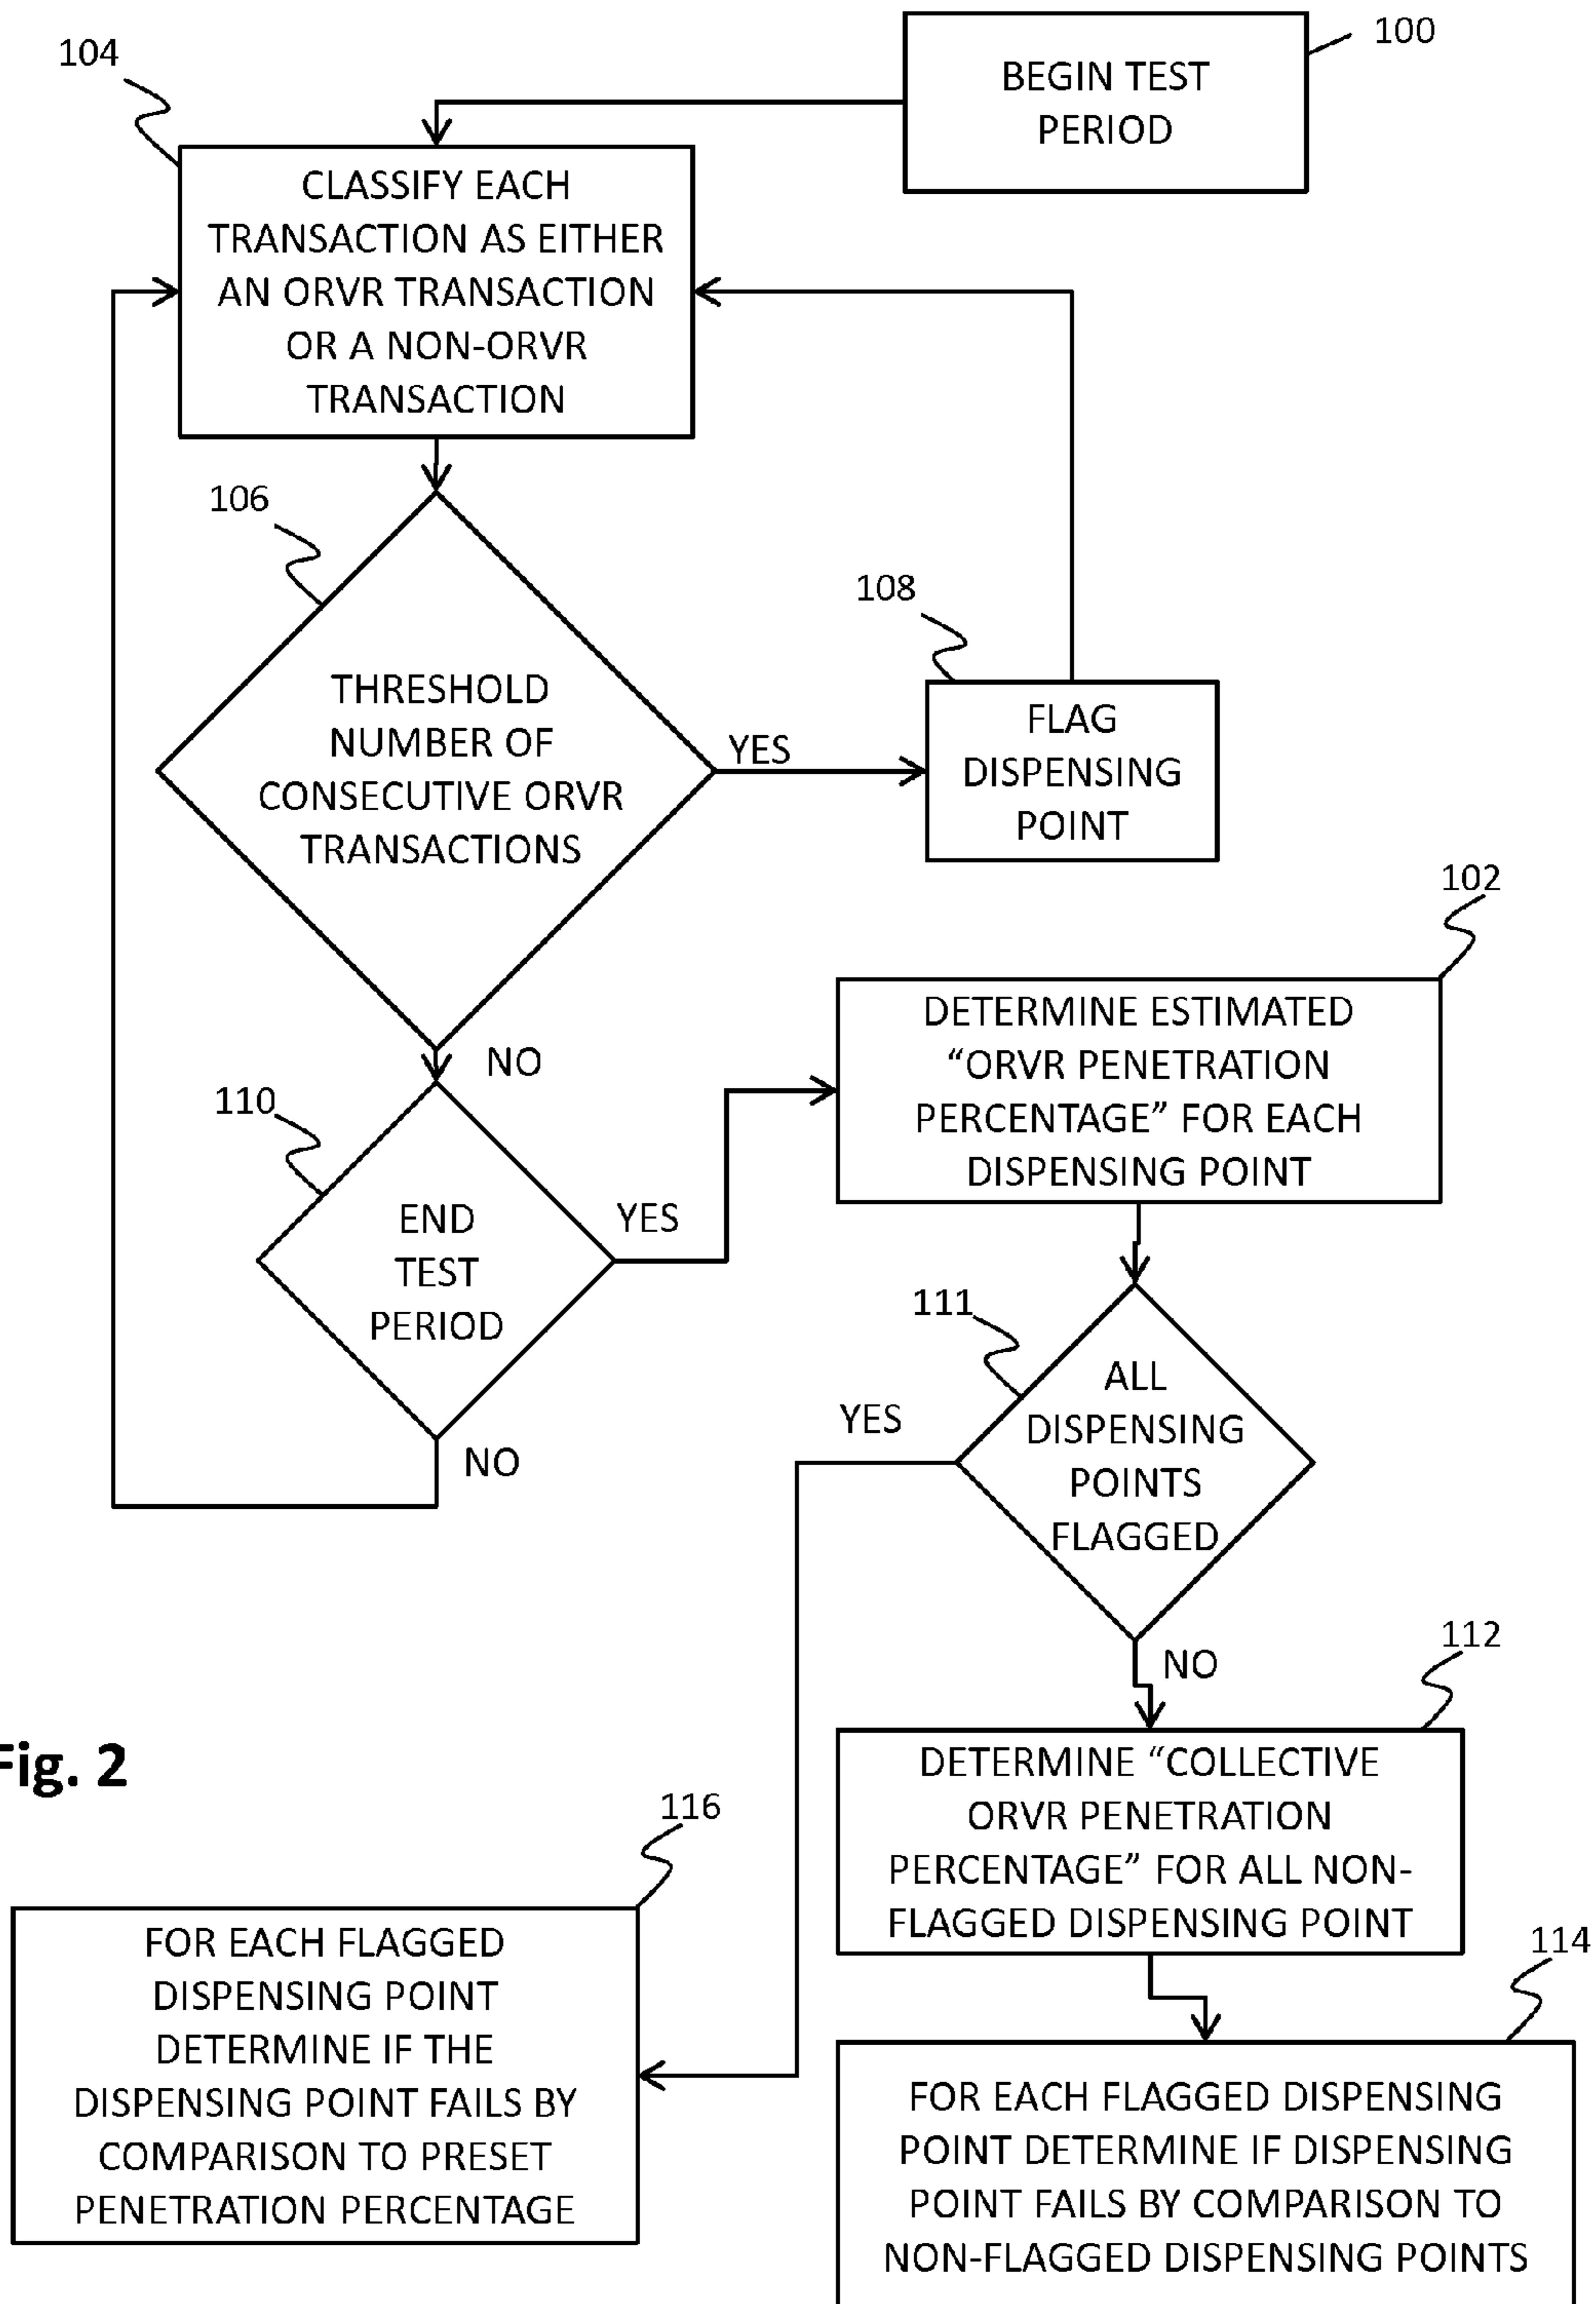 100
BEGIN TEST
PERIOD
104
CLASSIFY EACH
TRANSACTION AS EITHER
AN ORVR TRANSACTION
OR A NON-ORVR
TRANSACTION
106
THRESHOLD
NUMBER OF
CONSECUTIVE ORVR
TRANSACTIONS
YES
108
FLAG
DISPENSING
POINT
NO
110
END
TEST
PERIOD
YES
NO
102
DETERMINE ESTIMATED
“ORVR PENETRATION
PERCENTAGE” FOR EACH
DISPENSING POINT
111
ALL
DISPENSING
POINTS
FLAGGED
YES
NO
112
DETERMINE “COLLECTIVE
ORVR PENETRATION
PERCENTAGE” FOR ALL NON-
FLAGGED DISPENSING POINT
114
FOR EACH FLAGGED DISPENSING
POINT DETERMINE IF DISPENSING
POINT FAILS BY COMPARISON TO
NON-FLAGGED DISPENSING POINTS
116
FOR EACH FLAGGED
DISPENSING POINT
DETERMINE IF THE
DISPENSING POINT FAILS BY
COMPARISON TO PRESET
PENETRATION PERCENTAGE
Fig. 2